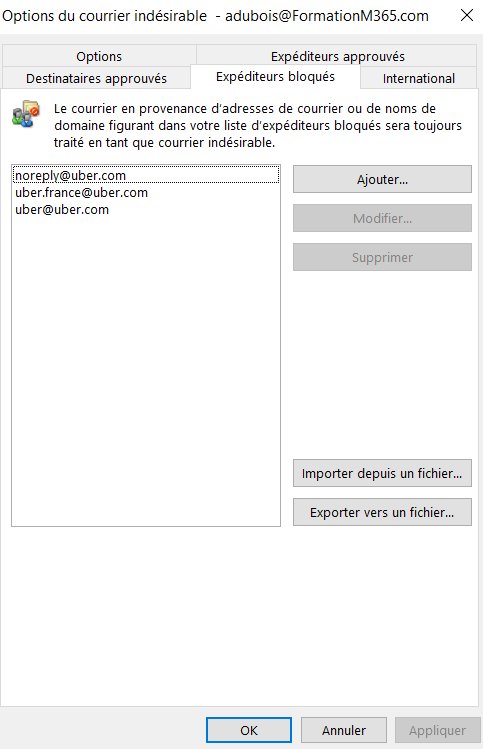 Options du courrier indésirable - adubois@FormationM365.com
Options
Expéditeurs approuvés
Destinataires approuvés
Expéditeurs bloqués
International
Le courrier en provenance d'adresses de courrier ou de noms de
domaine figurant dans votre liste d'expéditeurs bloqués sera toujours
traité en tant que courrier indésirable.
noreply@uber.com
uber.france@uber.com
uber@uber.com
Ajouter...
Modifier...
Supprimer
Importer depuis un fichier...
Exporter vers un fichier...
OK
Annuler
Appliquer